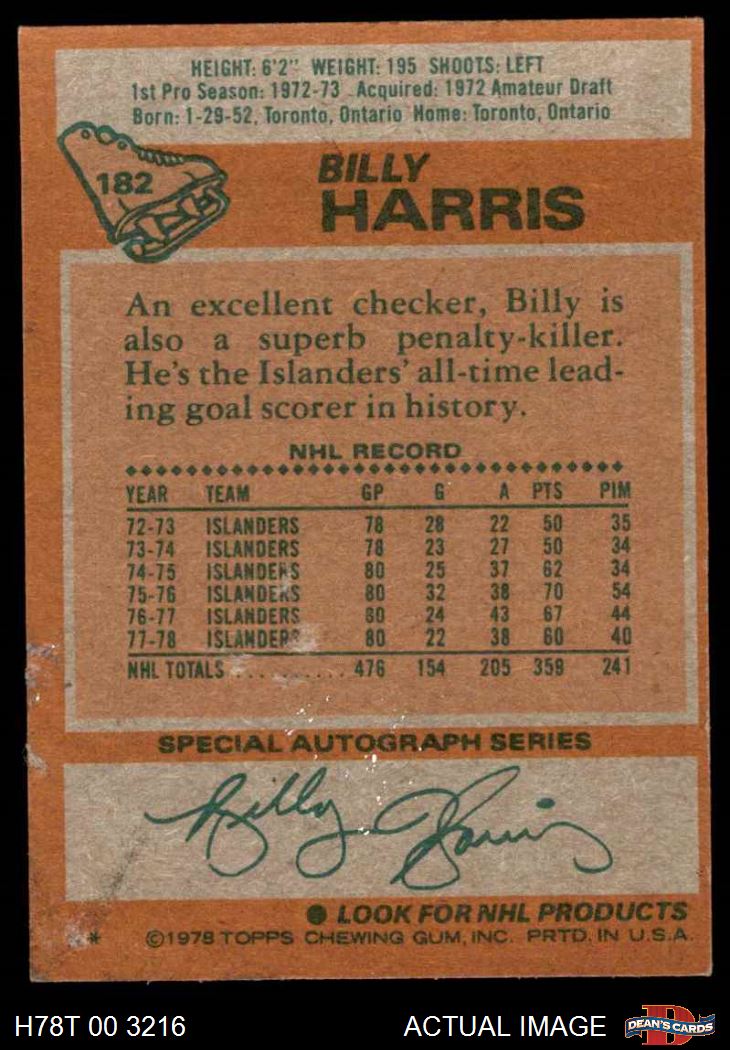 HEIGHT: 6'2" WEIGHT: 195 SHOOTS: LEFT
1st Pro Season: 1972-73 Acquired: 1972 Amateur Draft
Born: 1-29-52, Toronto, Ontario Home: Toronto, Ontario
182
BILLY
HARRIS
An excellent checker, Billy is
also a superb penalty-killer.
He's the Islanders' all-time lead-
ing goal scorer in history.
NHL RECORD
YEAR TEAM GP G A PTS PIM
72-73 ISLANDERS 78 28 22 50 35
73-74 ISLANDERS 78 23 27 50 34
74-75 ISLANDERS 80 25 37 62 34
75-76 ISLANDERS 80 32 38 70 54
76-77 ISLANDERS 80 24 43 67 44
77-78 ISLANDERS 80 22 38 60 40
NHL TOTALS . . . . . . . . . . 476 154 205 359 241
SPECIAL AUTOGRAPH SERIES
Billy Harris
● LOOK FOR NHL PRODUCTS
** ©1978 TOPPS CHEWING GUM, INC. PRTD. IN U.S.A.
H78T 00 3216 ACTUAL IMAGE D DEAN'S CARDS